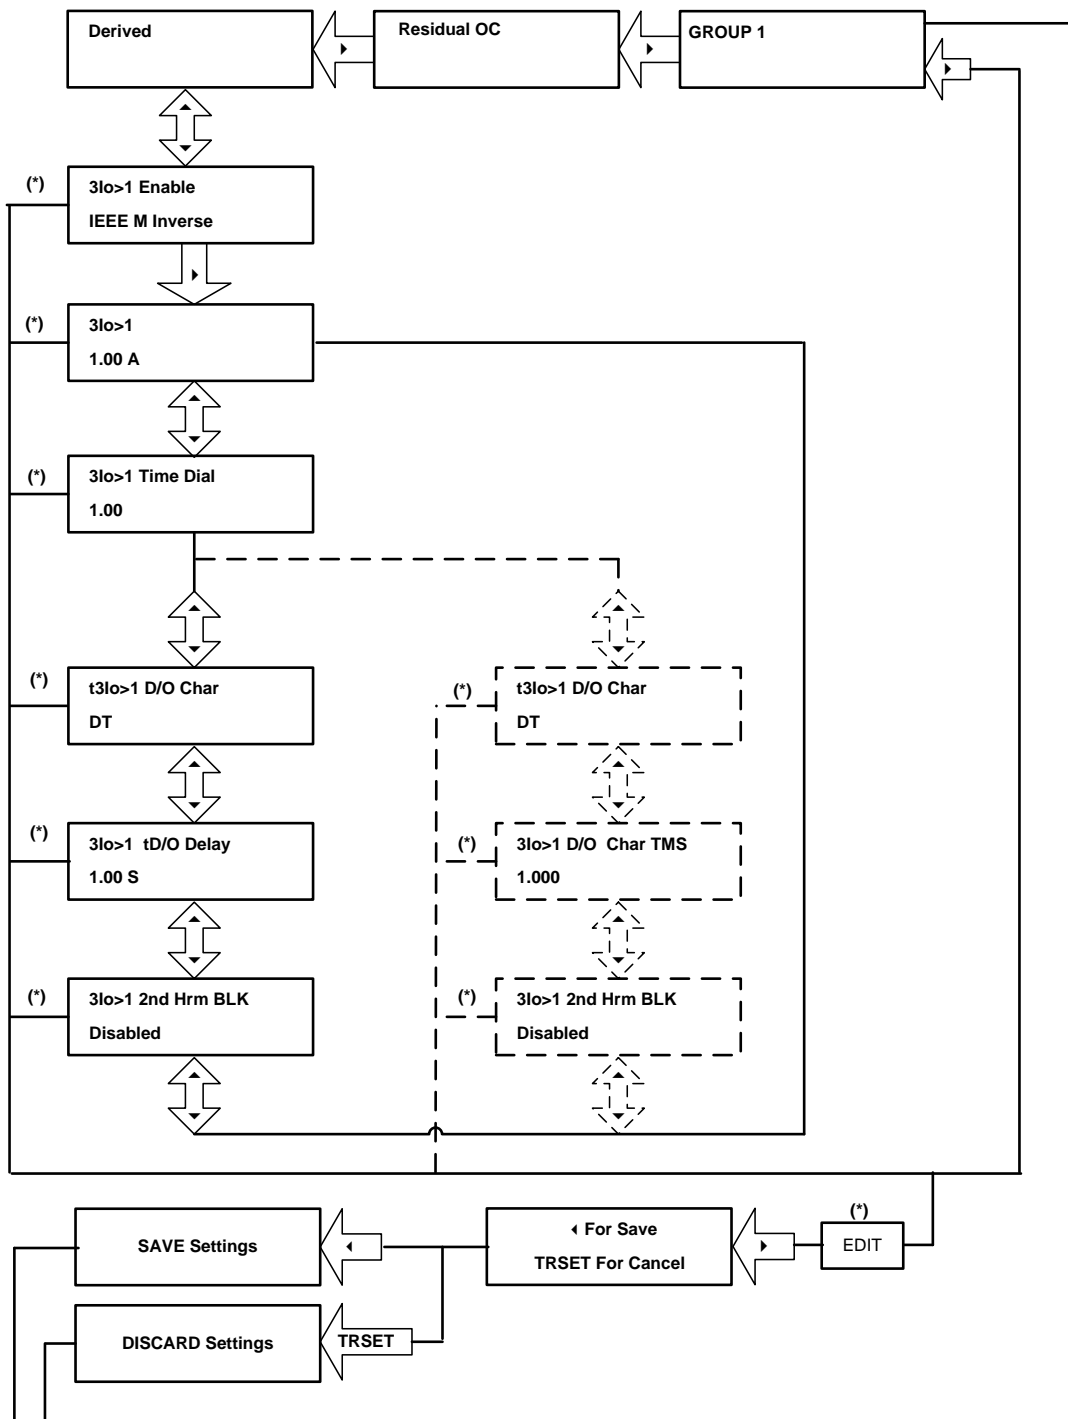 Derived
Residual OC
GROUP 1
(*)
3Io>1 Enable
IEEE M Inverse
(*)
3Io>1
1.00 A
(*)
3Io>1 Time Dial
1.00
(*)
t3Io>1 D/O Char
DT
(*)
t3Io>1 D/O Char
DT
(*)
3Io>1 tD/O Delay
1.00 S
(*)
3Io>1 D/O Char TMS
1.000
(*)
3Io>1 2nd Hrm BLK
Disabled
(*)
3Io>1 2nd Hrm BLK
Disabled
SAVE Settings
For Save
TRSET For Cancel
(*)
EDIT
DISCARD Settings
TRSET